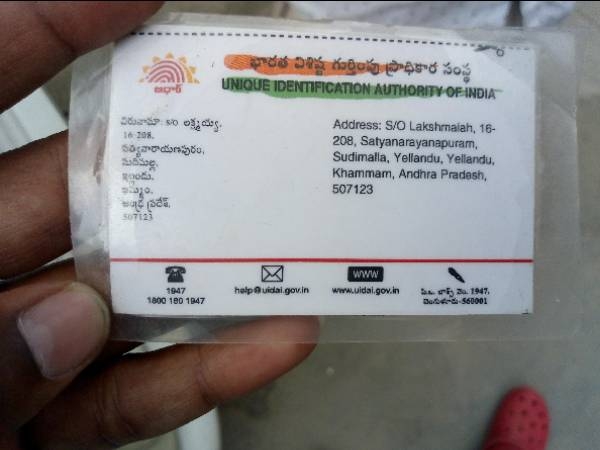 భారత విశిష్ట గుర్తింపు ప్రాధికార సంస్థ
UNIQUE IDENTIFICATION AUTHORITY OF INDIA
ఆధార్
చిరునామా: s/o లక్ష్మయ్య,
16-208,
సత్యనారాయణపురం,
సుదిమల్ల,
ఇల్లందు,
ఖమ్మం,
ఆంధ్ర ప్రదేశ్,
507123
Address: S/O Lakshmaiah, 16-
208, Satyanarayanapuram,
Sudimalla, Yellandu, Yellandu,
Khammam, Andhra Pradesh,
507123
1947
1800 180 1947
help@uidai.gov.in
WWW
www.uidai.gov.in
పి.ఒ. బాక్స్ నెం. 1947,
బెంగుళూరు-560001